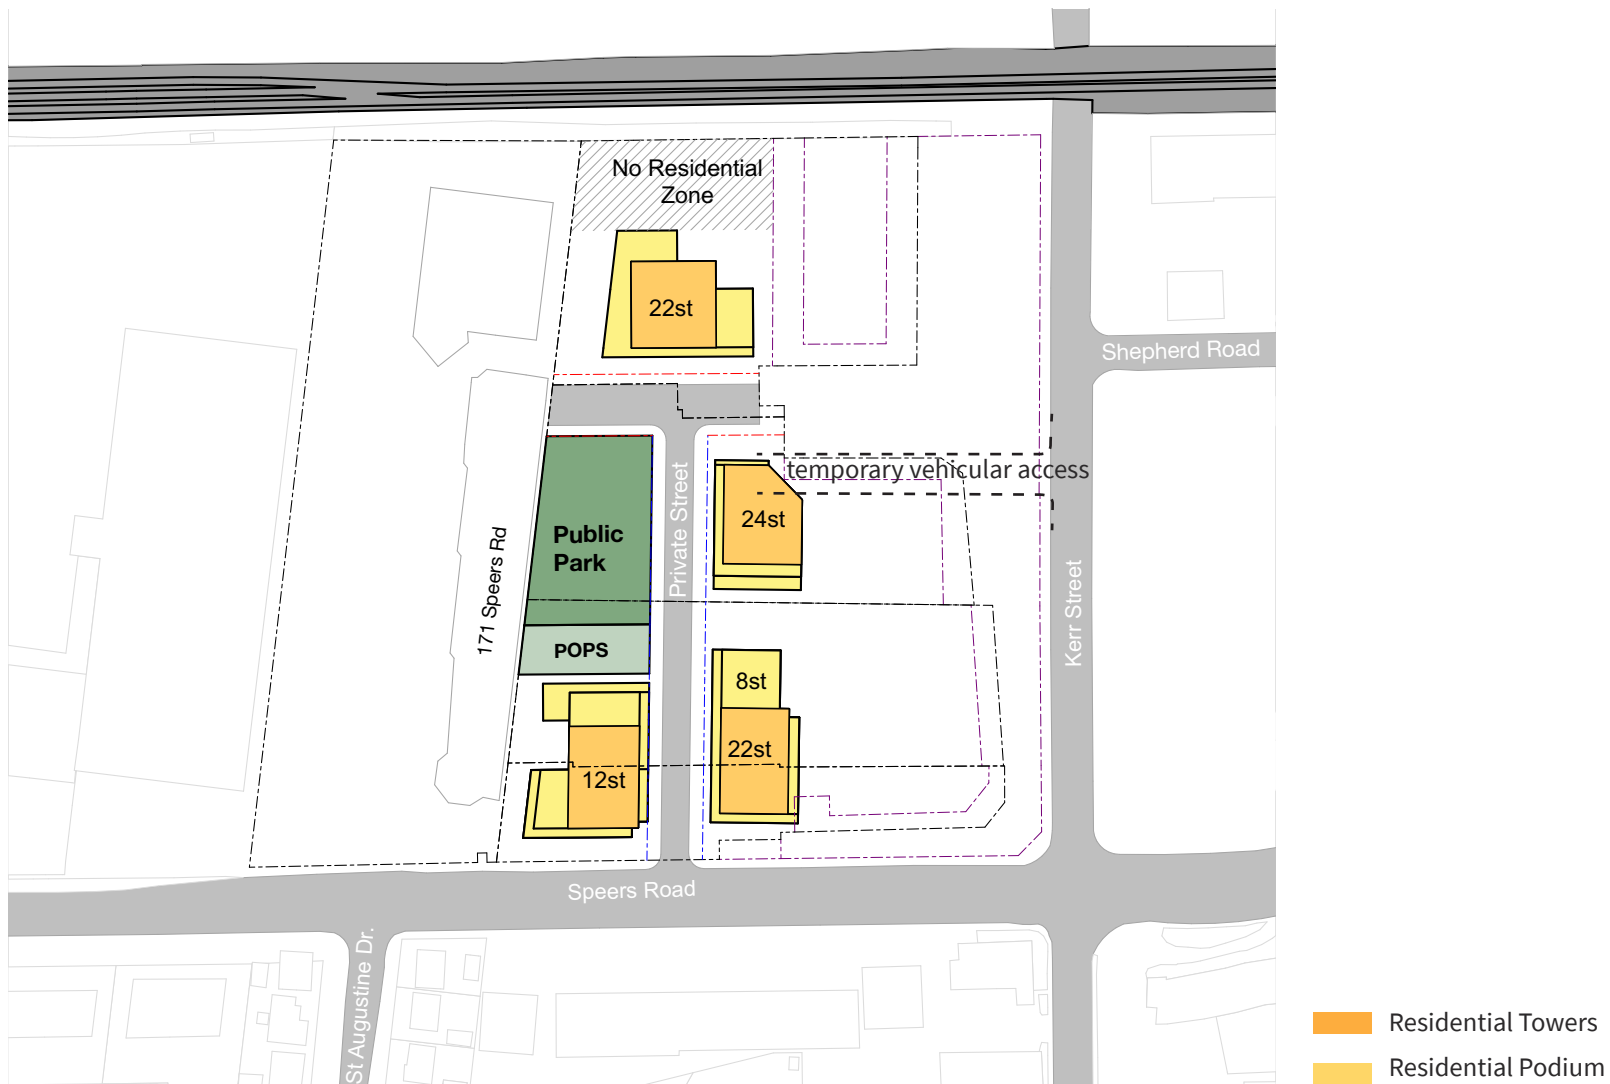 No Residential
Zone
22st
Shepherd Road
temporary vehicular access
24st
Public
Park
Private Street
171 Speers Rd
Kerr Street
POPS
8st
22st
12st
Speers Road
St Augustine Dr.
Residential Towers
Residential Podium